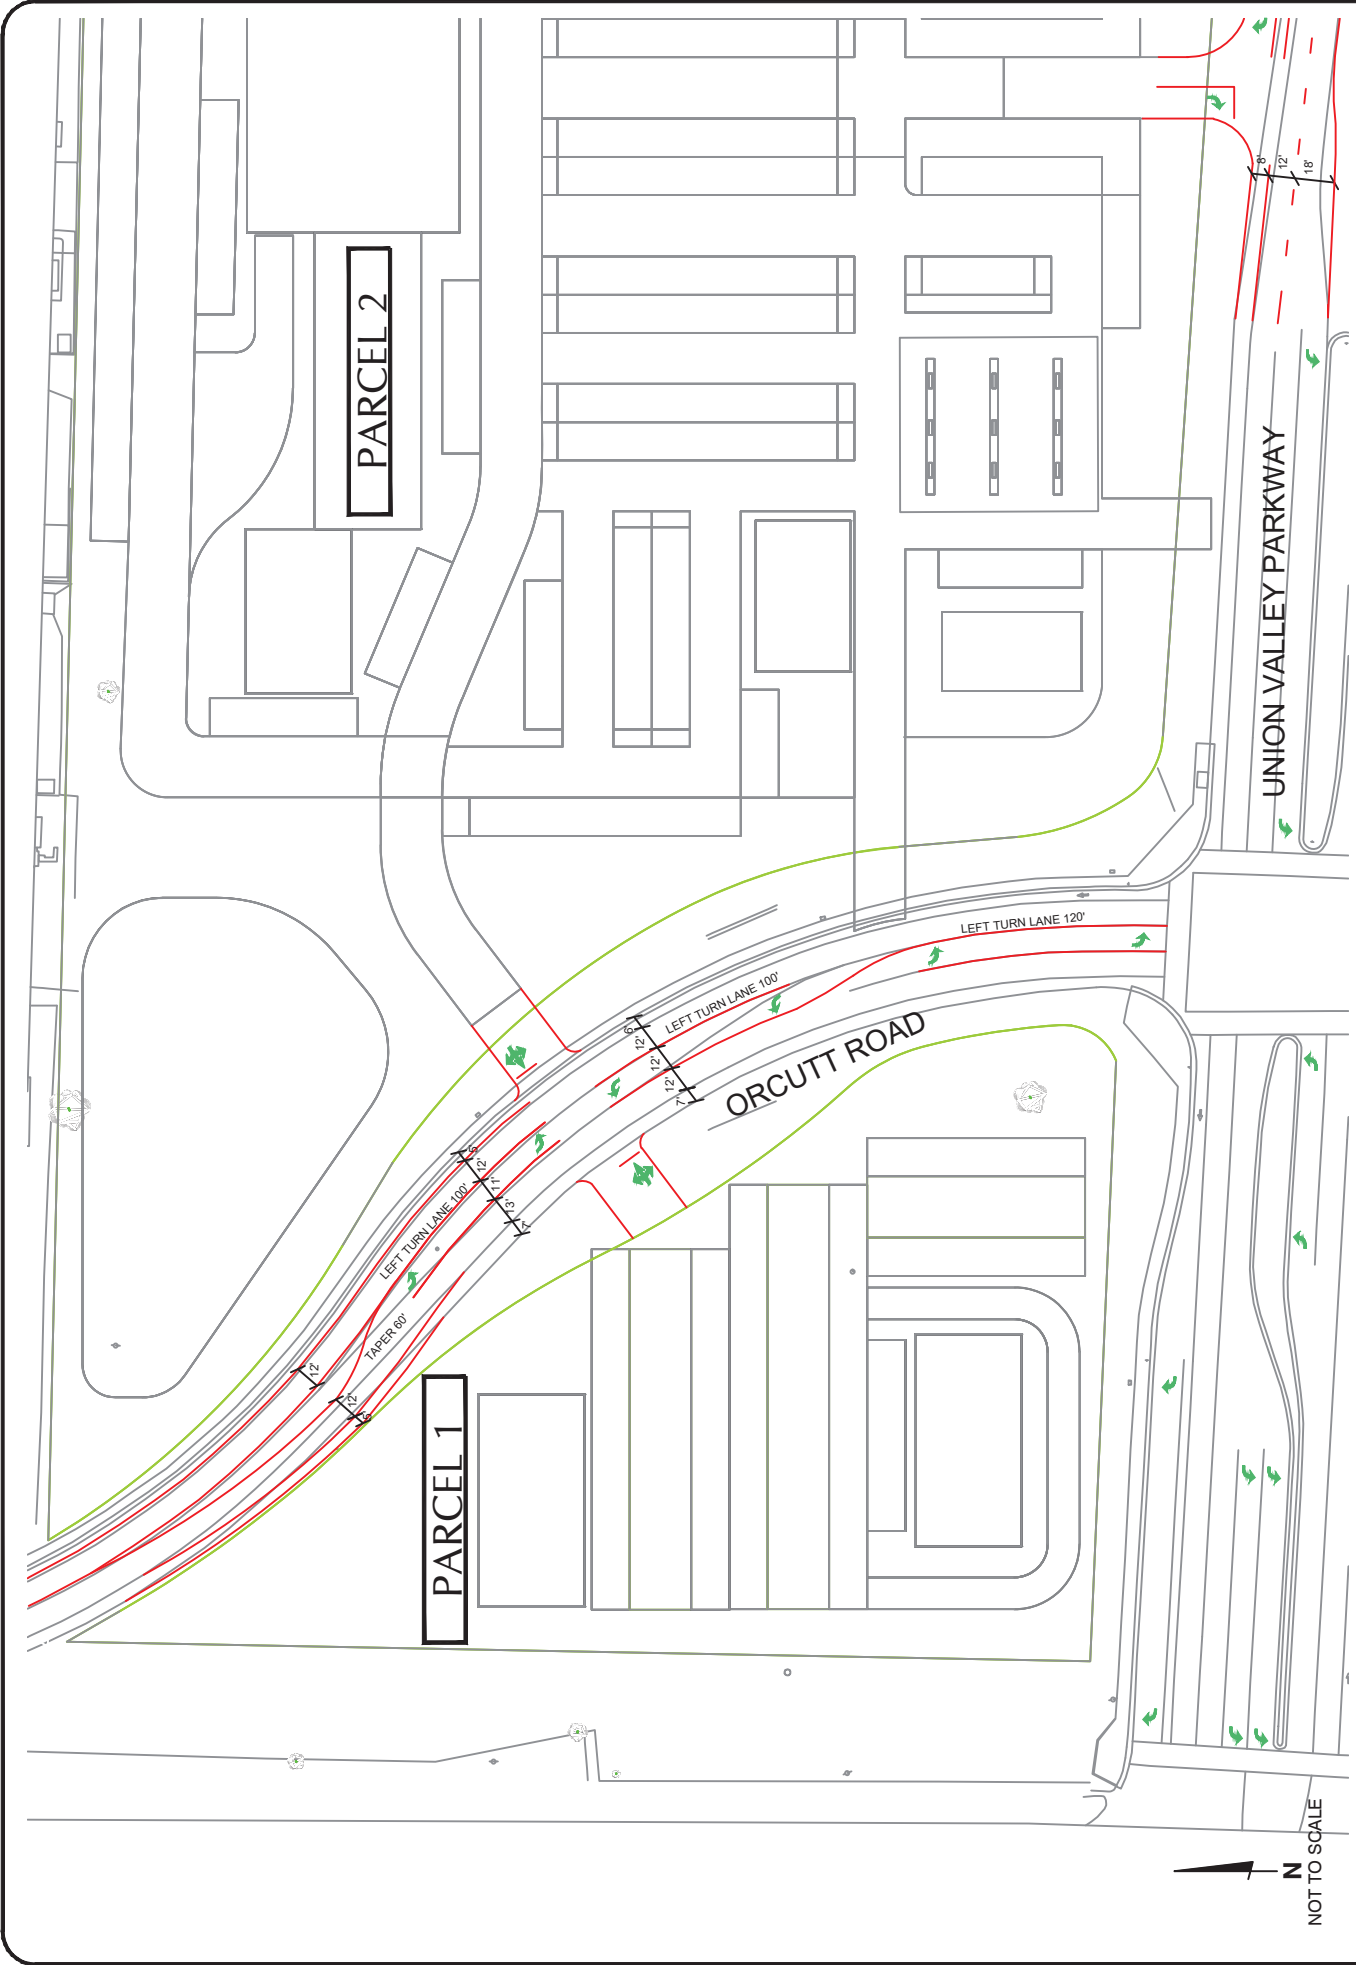 PARCEL 2
8'
12'
18'
UNION VALLEY PARKWAY
LEFT TURN LANE 120'
LEFT TURN LANE 100'
6'
12'
12'
12'
7'
ORCUTT ROAD
5'
12'
11'
13'
7'
LEFT TURN LANE 100'
TAPER 60'
12'
12'
5'
PARCEL 1
N
NOT TO SCALE